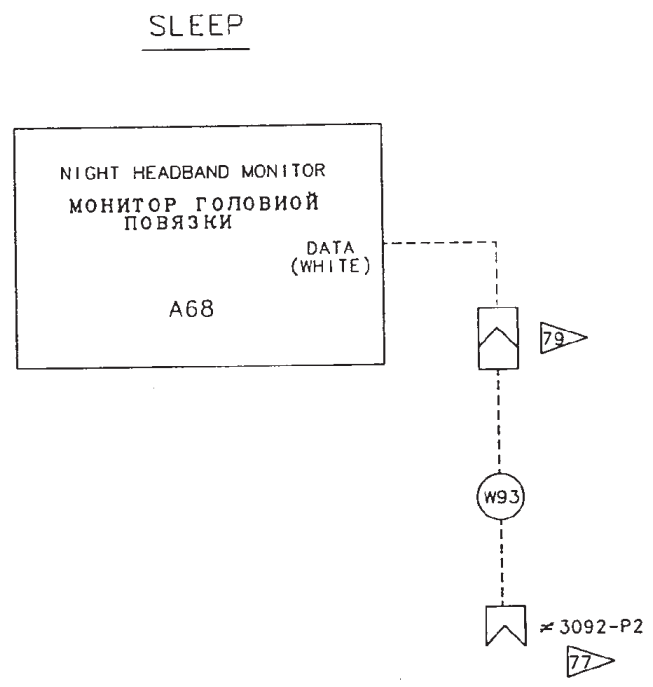 SLEEP
NIGHT HEADBAND MONITOR
МОНИТОР ГОЛОВИОЙ
ПОВЯЗКИ
DATA
(WHITE)
A68
79
W93
≭ 3092-P2
77